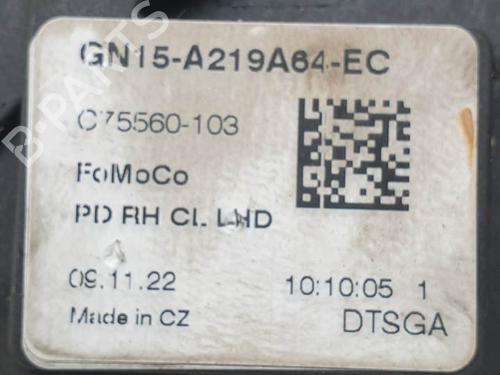 GN15-A219A64-EC
C75560-103
FoMoCo
PD RH CL LHD
09.11.22 10:10:05 1
Made in CZ DTSGA
B-PARTS